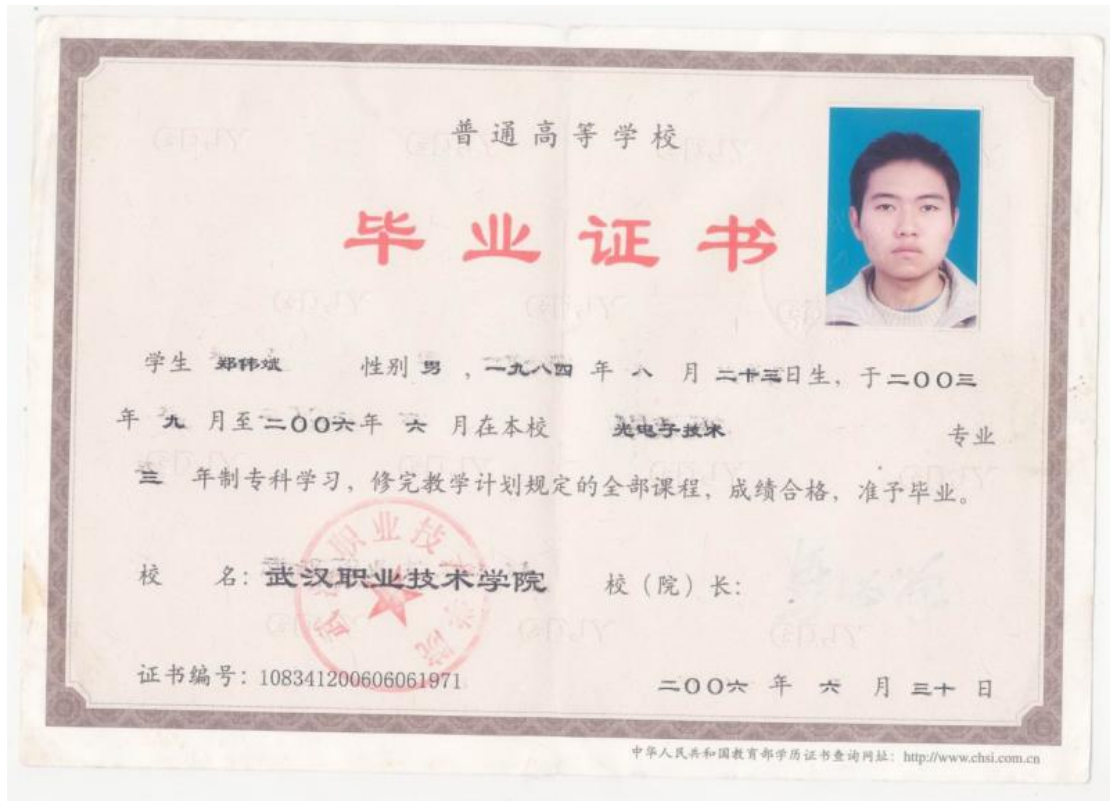 普通高等学校
毕业证书
学生 郑伟斌 性别 男 ，一九八四 年 八 月 二十三日生，于二00三
年 九 月至二00六年 六 月在本校 光电子技术 专业
三 年制专科学习，修完教学计划规定的全部课程，成绩合格，准予毕业。
校 名：武汉职业技术学院 校（院）长：
证书编号：108341200606061971 二00六 年 六 月 三十 日
中华人民共和国教育部学历证书查询网址：http://www.chsi.com.cn